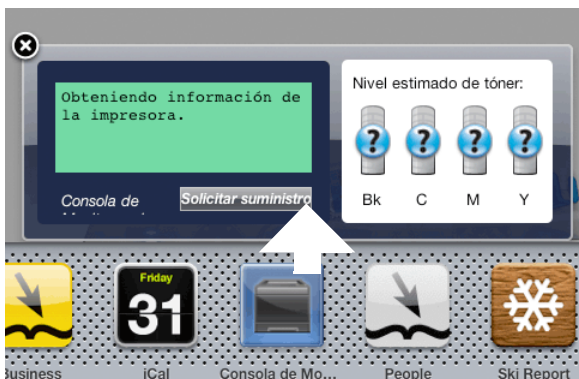 Obteniendo información de
la impresora.
Nivel estimado de tóner:
Consola de
Solicitar suministro
Bk C M Y
Friday
31
Business iCal Consola de Mo... People Ski Report